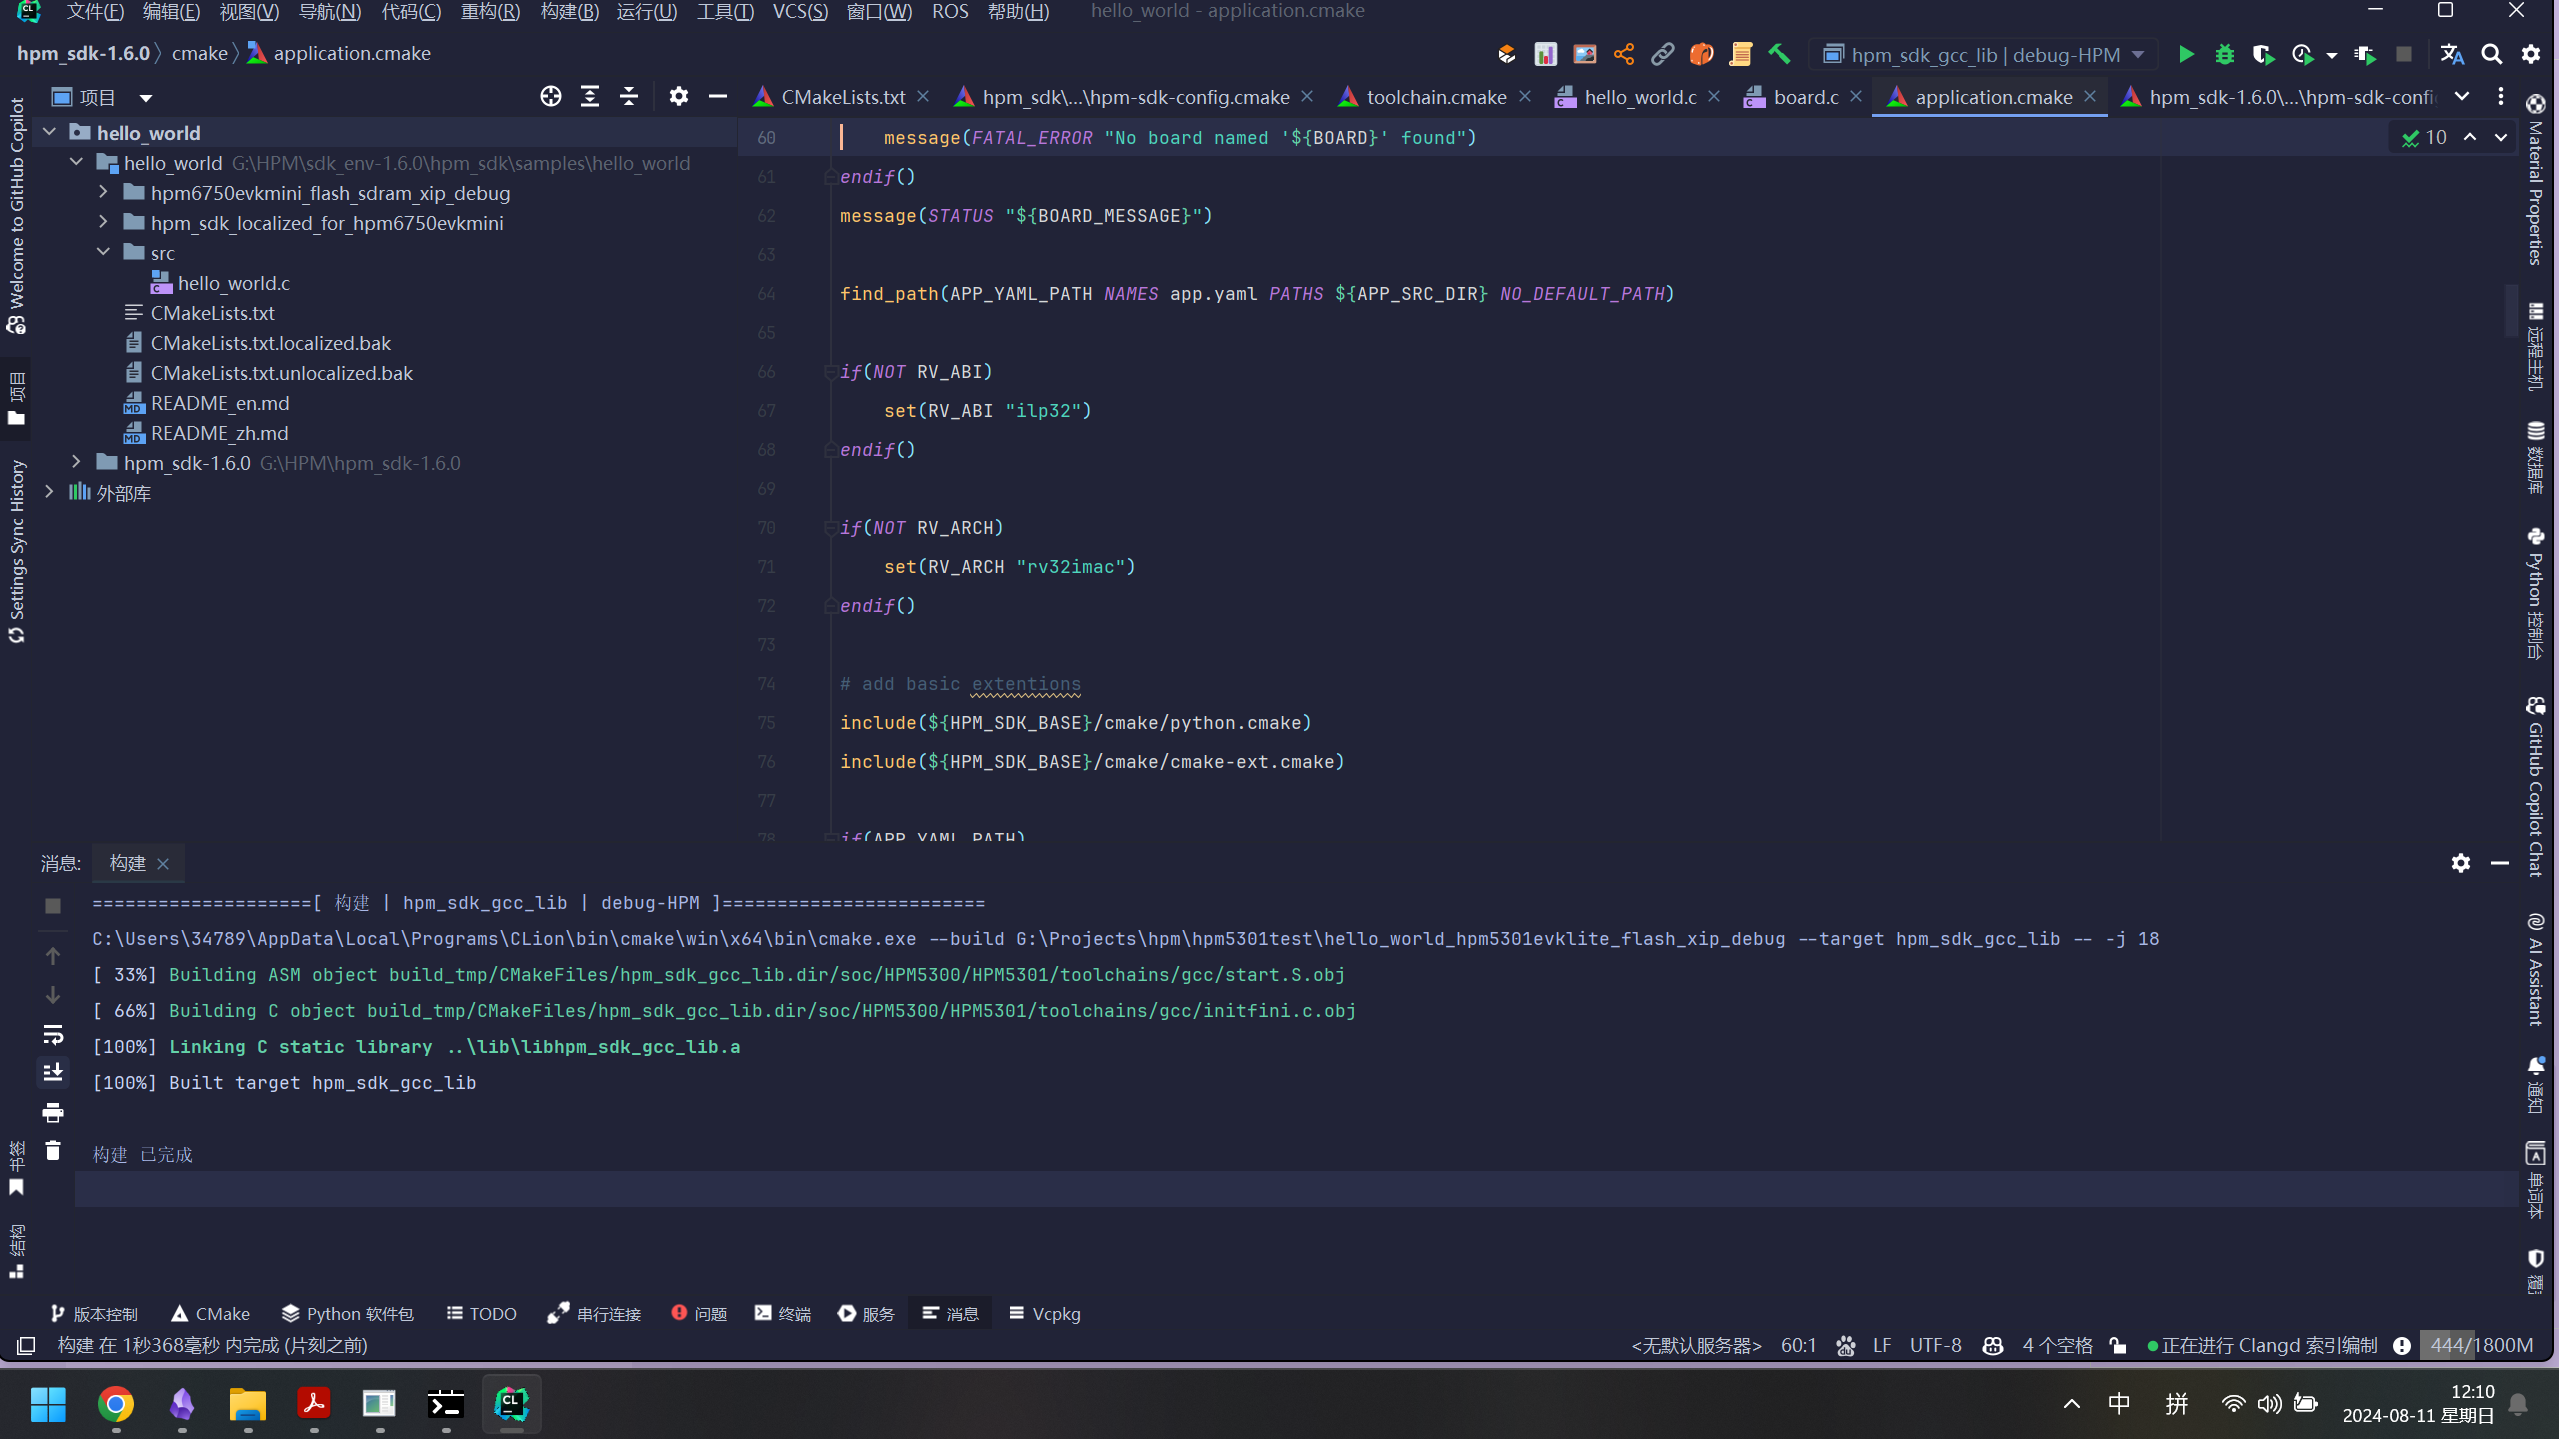 文件(F) 编辑(E) 视图(V) 导航(N) 代码(C) 重构(R) 构建(B) 运行(U) 工具(T) VCS(S) 窗口(W) ROS 帮助(H) hello_world - application.cmake
hpm_sdk-1.6.0 cmake application.cmake
hpm_sdk_gcc_lib | debug-HPM
项目
CMakeLists.txt hpm_sdk\...\hpm-sdk-config.cmake toolchain.cmake hello_world.c board.c application.cmake hpm-sdk-1.6.0\...\hpm-sdk-confi
Welcome to GitHub Copilot
项目
Settings Sync History
书签
结构
hello_world
hello_world G:\HPM\sdk_env-1.6.0\hpm_sdk\samples\hello_world
hpm6750evkmini_flash_sdram_xip_debug
hpm_sdk_localized_for_hpm6750evkmini
src
hello_world.c
CMakeLists.txt
CMakeLists.txt.localized.bak
CMakeLists.txt.unlocalized.bak
README_en.md
README_zh.md
hpm_sdk-1.6.0 G:\HPM\hpm_sdk-1.6.0
外部库
60 message(FATAL_ERROR "No board named '${BOARD}' found")
10
61 endif()
62 message(STATUS "${BOARD_MESSAGE}")
63
64 find_path(APP_YAML_PATH NAMES app.yaml PATHS ${APP_SRC_DIR} NO_DEFAULT_PATH)
65
66 if(NOT RV_ABI)
67 set(RV_ABI "ilp32")
68 endif()
69
70 if(NOT RV_ARCH)
71 set(RV_ARCH "rv32imac")
72 endif()
73
74 # add basic extentions
75 include(${HPM_SDK_BASE}/cmake/python.cmake)
76 include(${HPM_SDK_BASE}/cmake/cmake-ext.cmake)
77
78 if(APP_YAML_PATH)
Material Properties
远程主机
数据库
Python 控制台
GitHub Copilot Chat
AI Assistant
通知
单词本
消息: 构建
====================[ 构建 | hpm_sdk_gcc_lib | debug-HPM ]========================
C:\Users\34789\AppData\Local\Programs\CLion\bin\cmake\win\x64\bin\cmake.exe --build G:\Projects\hpm\hpm5301test\hello_world_hpm5301evklite_flash_xip_debug --target hpm_sdk_gcc_lib -- -j 18
[ 33%] Building ASM object build_tmp/CMakeFiles/hpm_sdk_gcc_lib.dir/soc/HPM5300/HPM5301/toolchains/gcc/start.S.obj
[ 66%] Building C object build_tmp/CMakeFiles/hpm_sdk_gcc_lib.dir/soc/HPM5300/HPM5301/toolchains/gcc/initfini.c.obj
[100%] Linking C static library ..\lib\libhpm_sdk_gcc_lib.a
[100%] Built target hpm_sdk_gcc_lib
构建 已完成
版本控制 CMake Python 软件包 TODO 串行连接 问题 终端 服务 消息 Vcpkg
构建 在 1秒368毫秒 内完成 (片刻之前)
<无默认服务器> 60:1 LF UTF-8 4 个空格 正在进行 Clangd 索引编制 444/1800M
中 拼
12:10
2024-08-11 星期日